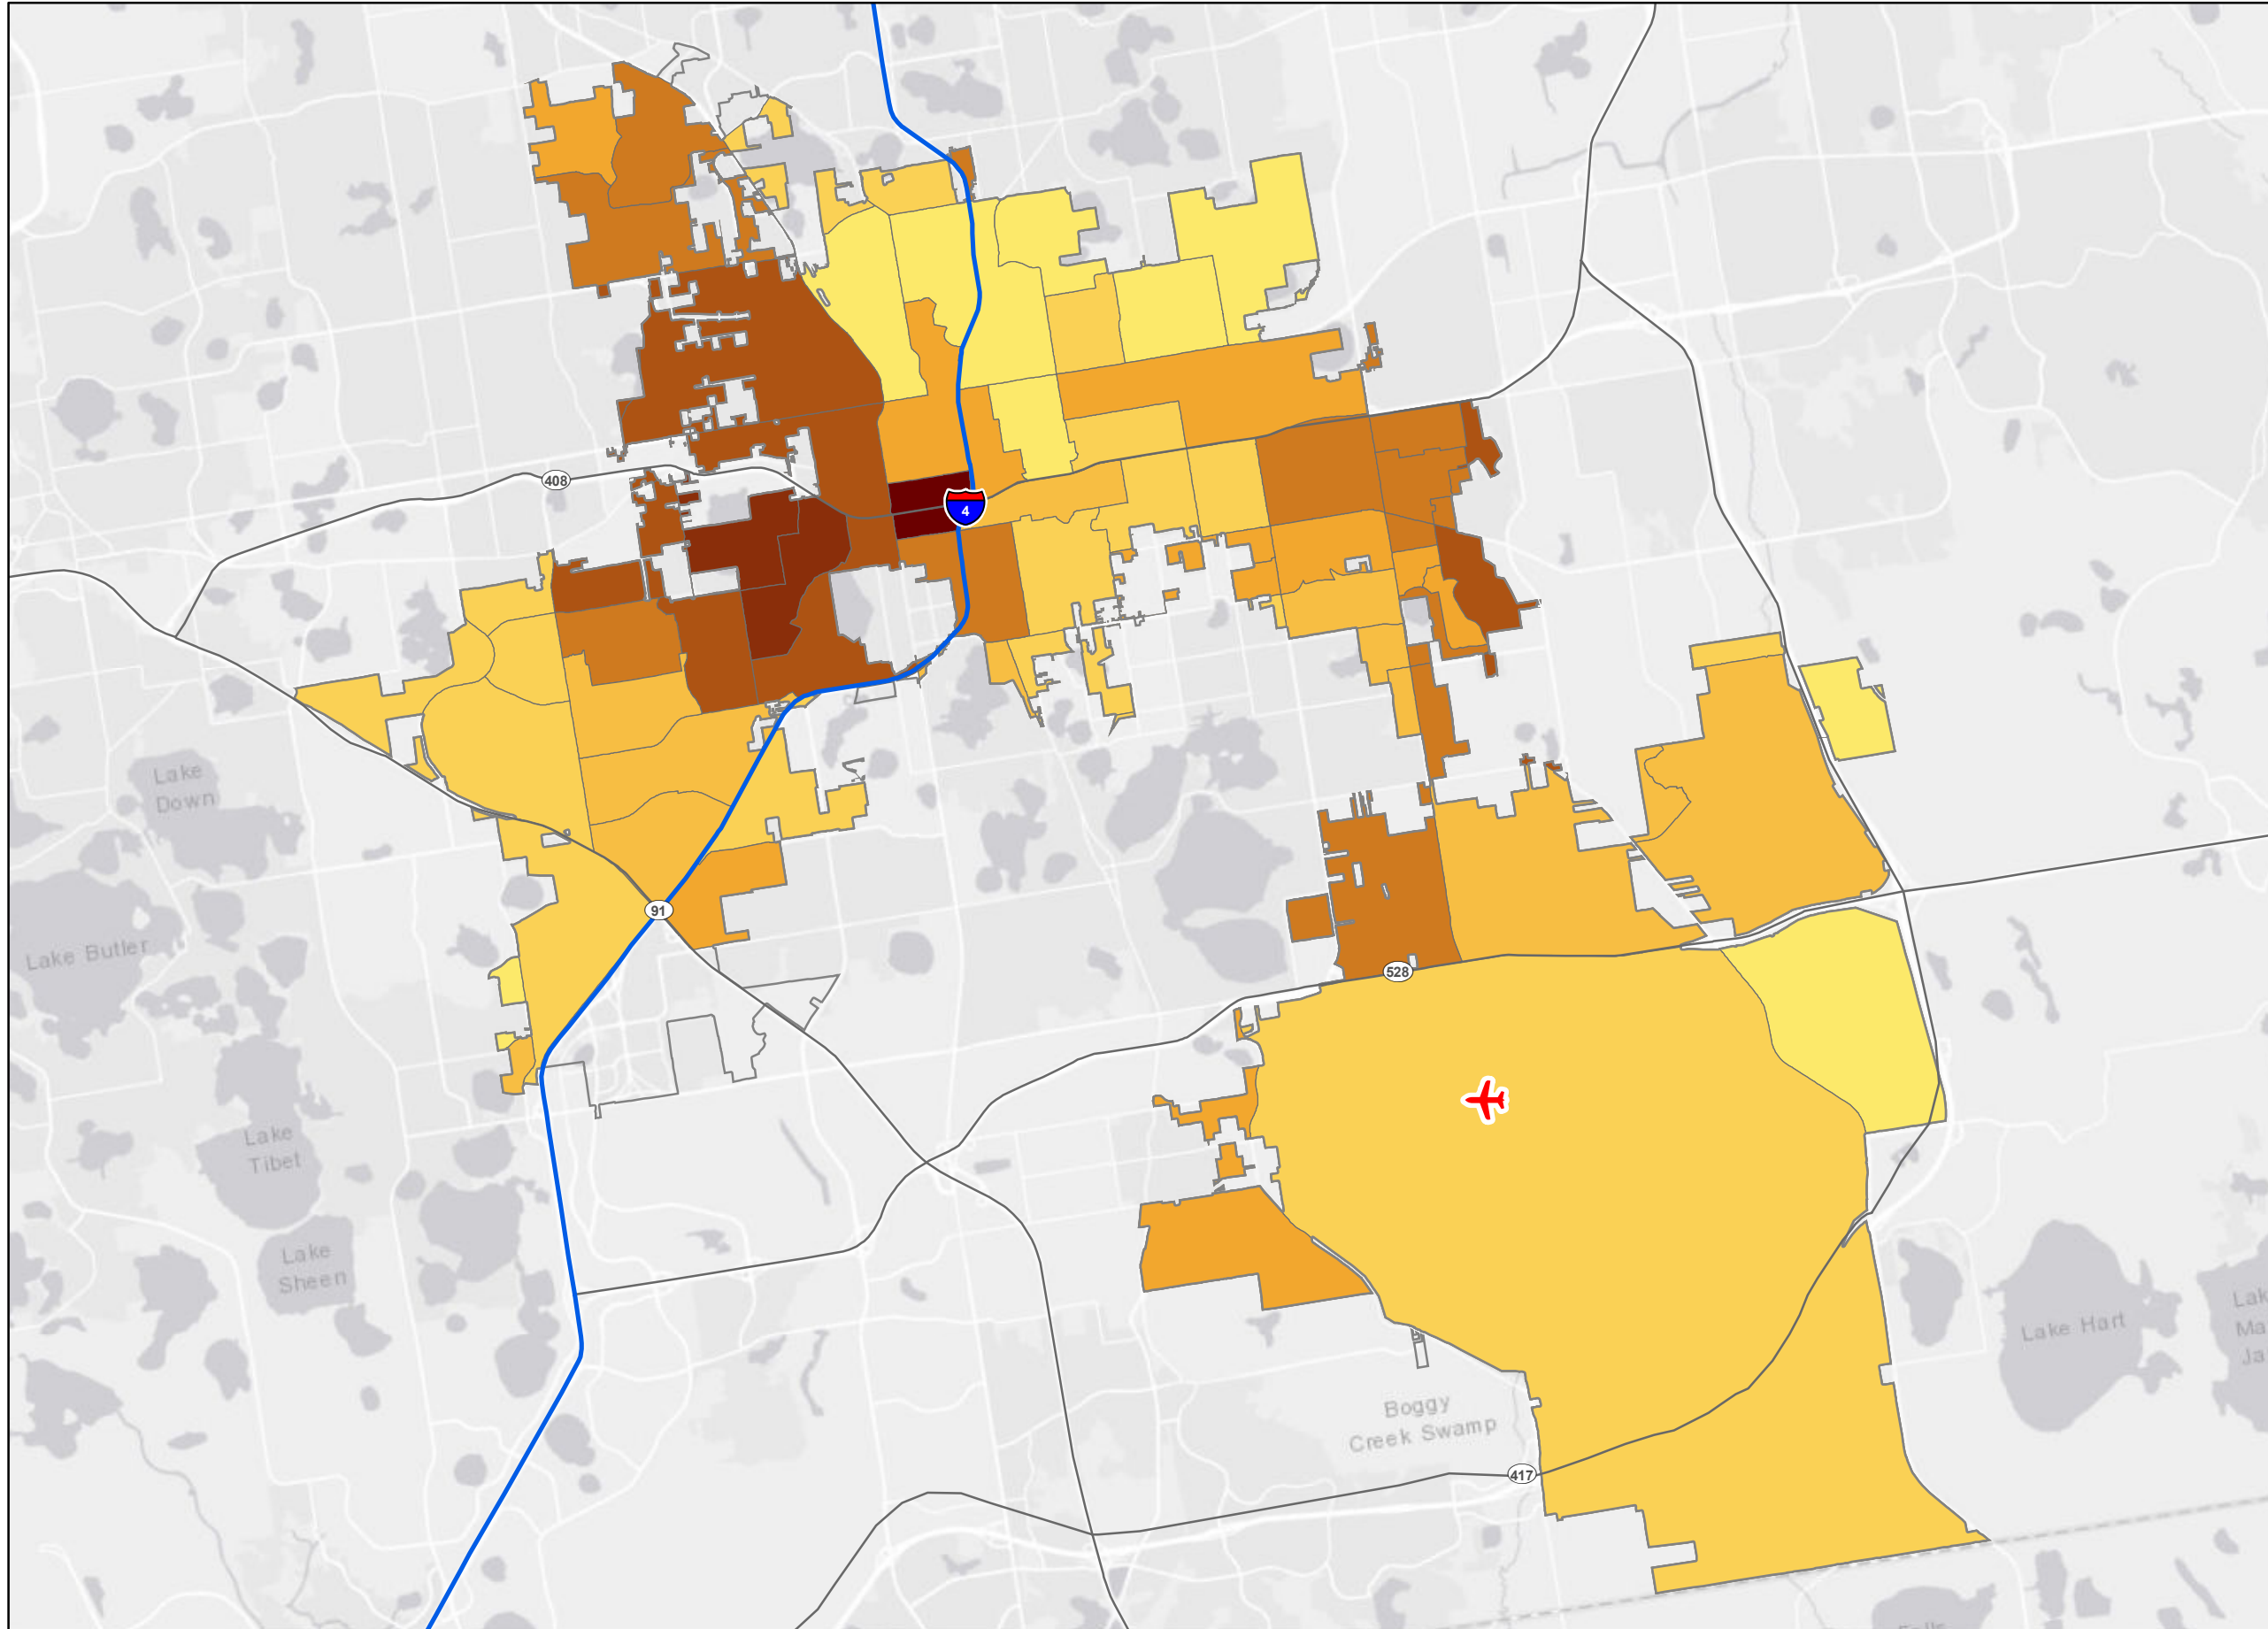 408
4
Lake
Down
91
Lake Butler
528
Lake
Tibet
Lake
Sheen
Lake Hart
Boggy
Creek Swamp
417